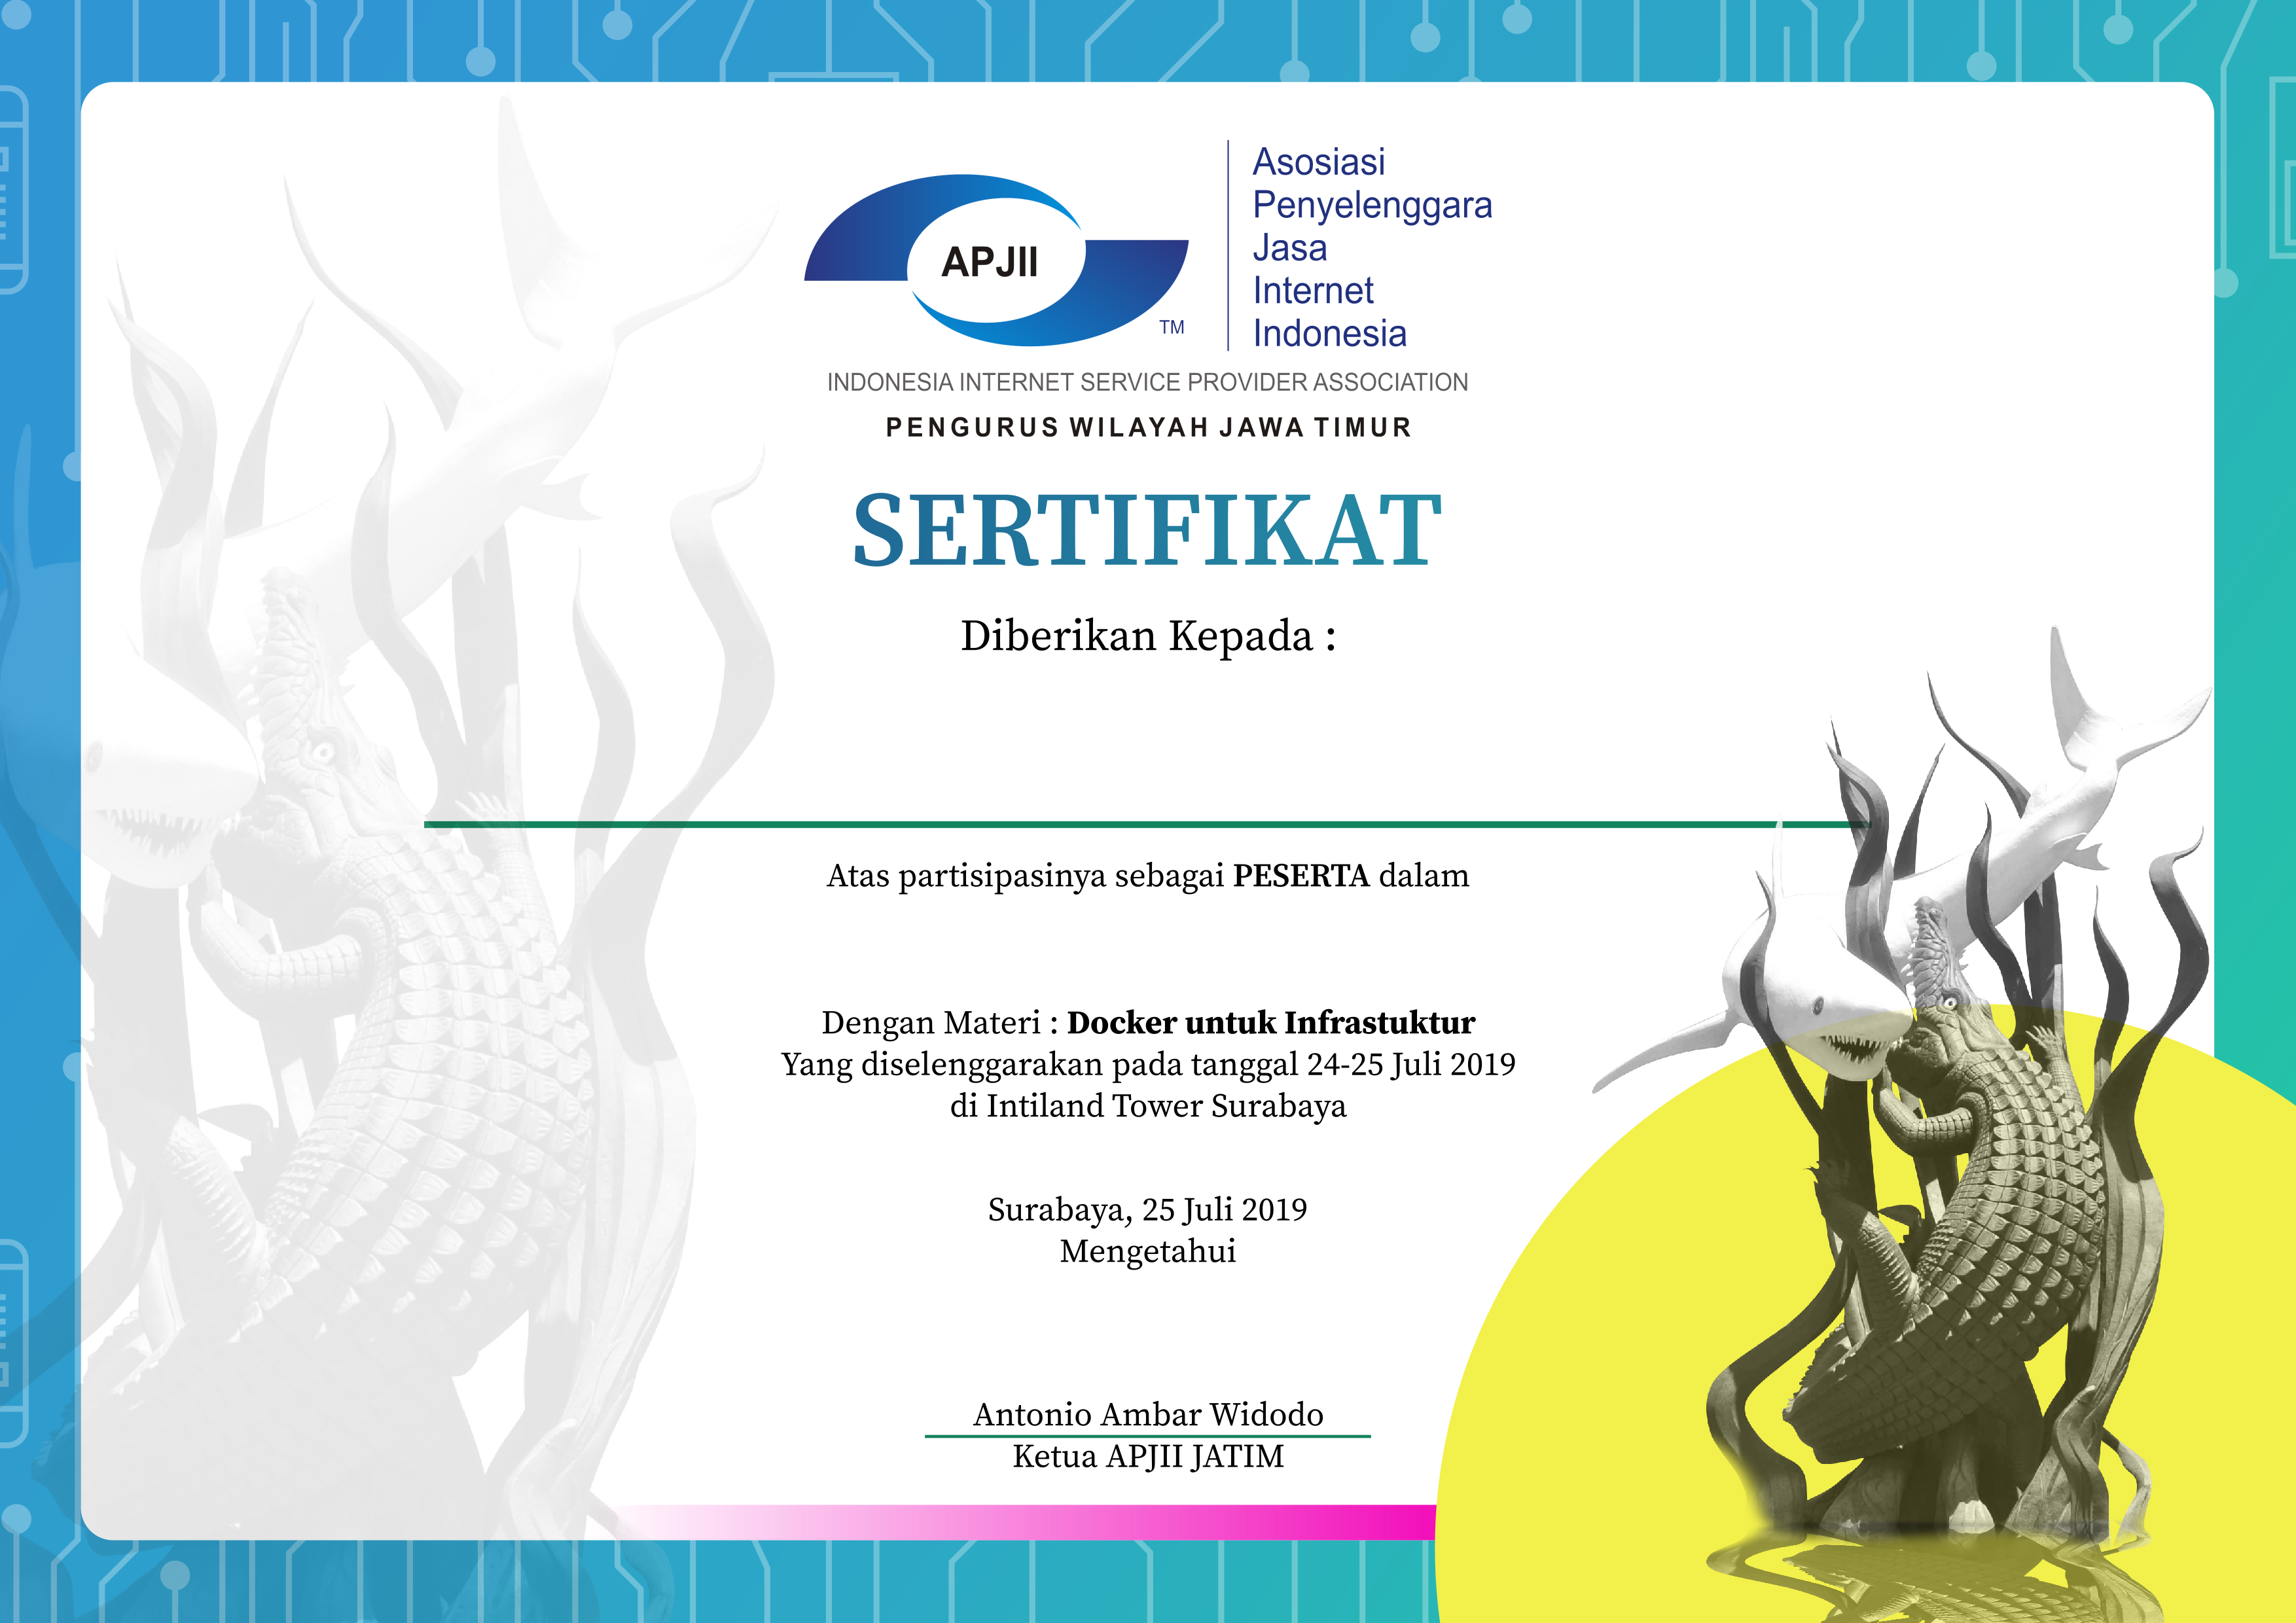 APJII
TM
Asosiasi
Penyelenggara
Jasa
Internet
Indonesia
INDONESIA INTERNET SERVICE PROVIDER ASSOCIATION
PENGURUS WILAYAH JAWA TIMUR
SERTIFIKAT
Diberikan Kepada :
Atas partisipasinya sebagai PESERTA dalam
Dengan Materi : Docker untuk Infrastuktur
Yang diselenggarakan pada tanggal 24-25 Juli 2019
di Intiland Tower Surabaya
Surabaya, 25 Juli 2019
Mengetahui
Antonio Ambar Widodo
Ketua APJII JATIM